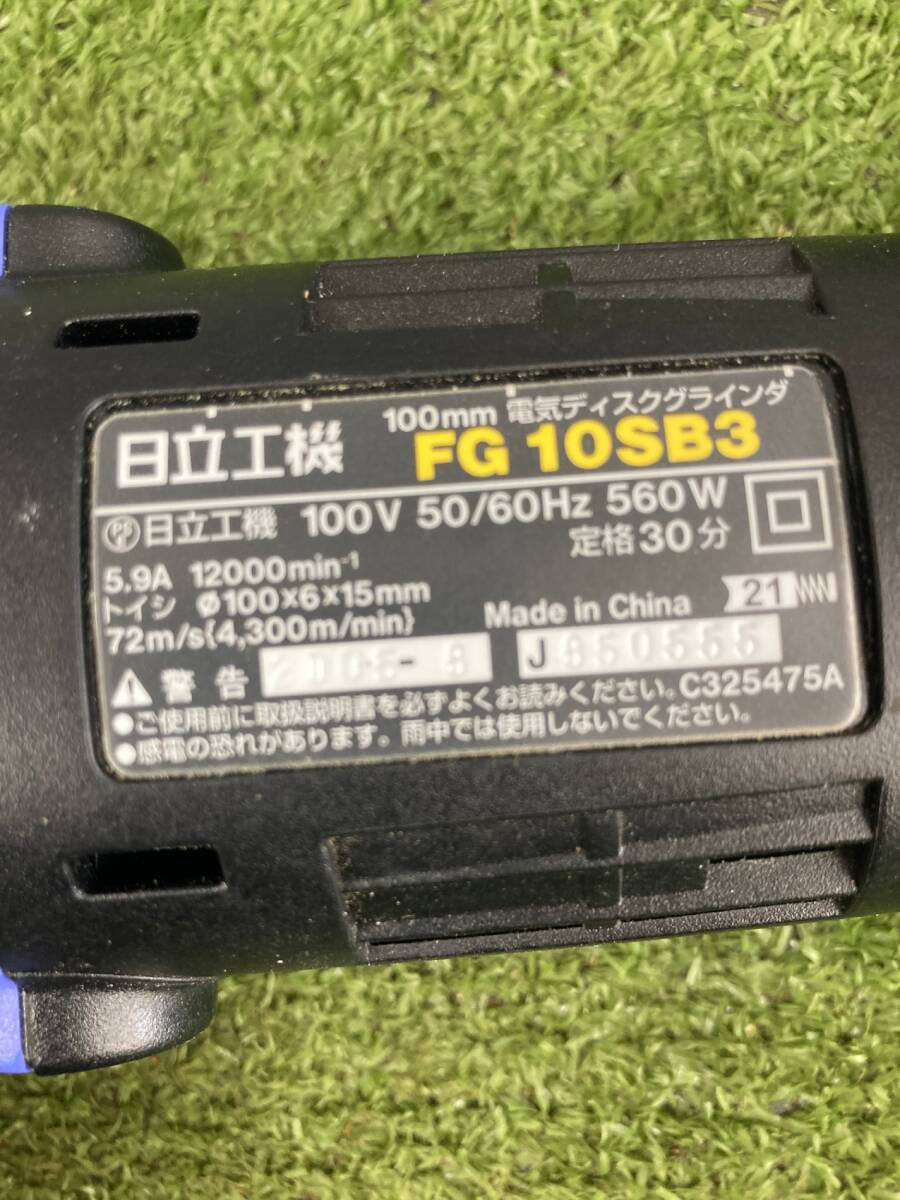 100mm 電気ディスクグラインダ
日立工機 FG 10SB3
PSE 日立工機 100V 50/60Hz 560W
定格30分
5.9A 12000min-1
トイシ φ100×6×15mm
72m/s{4,300m/min}
Made in China 21
警告 J850555
●ご使用前に取扱説明書を必ずよくお読みください。C325475A
●感電の恐れがあります。雨中では使用しないでください。